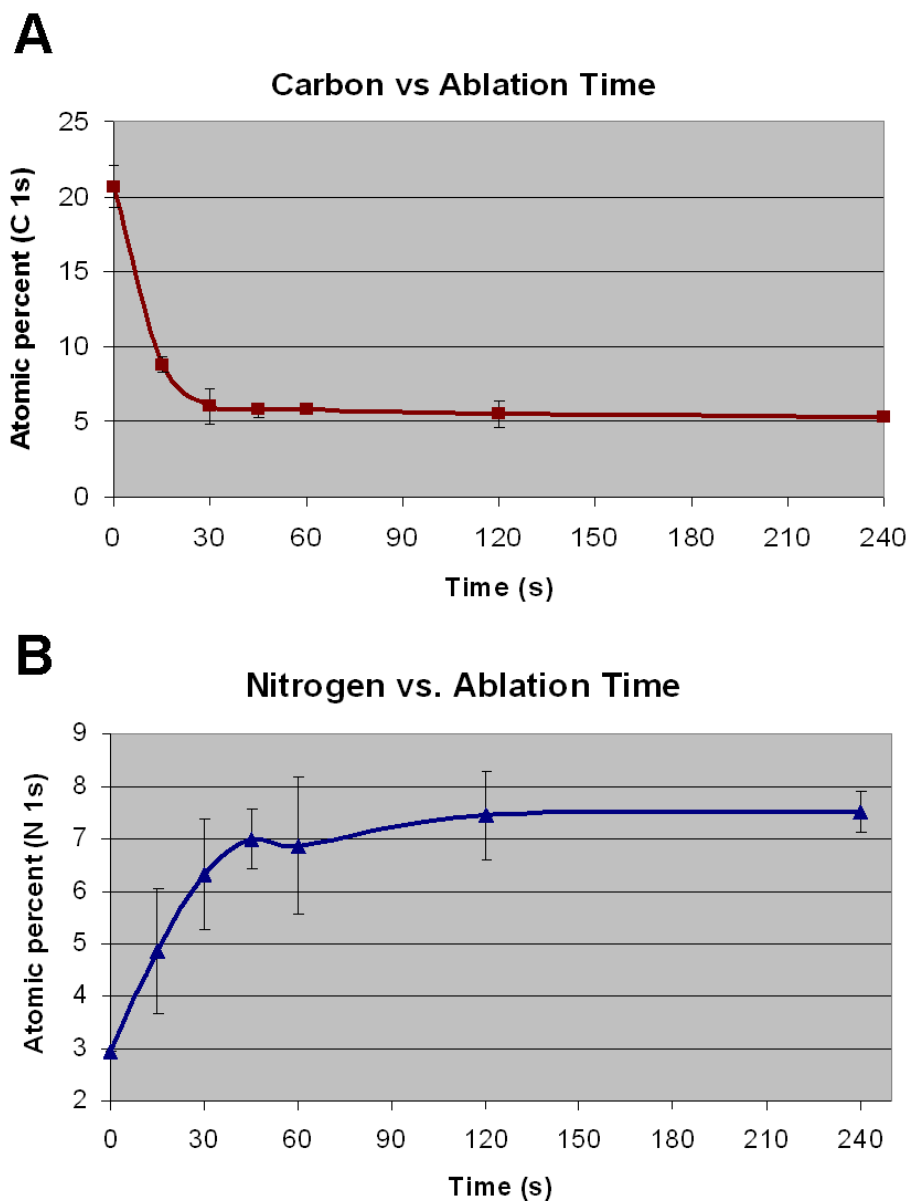 A
Carbon vs Ablation Time
Atomic percent (C 1s)
25
20
15
10
5
0
0 30 60 90 120 150 180 210 240
Time (s)
B
Nitrogen vs. Ablation Time
Atomic percent (N 1s)
9
8
7
6
5
4
3
2
0 30 60 90 120 150 180 210 240
Time (s)